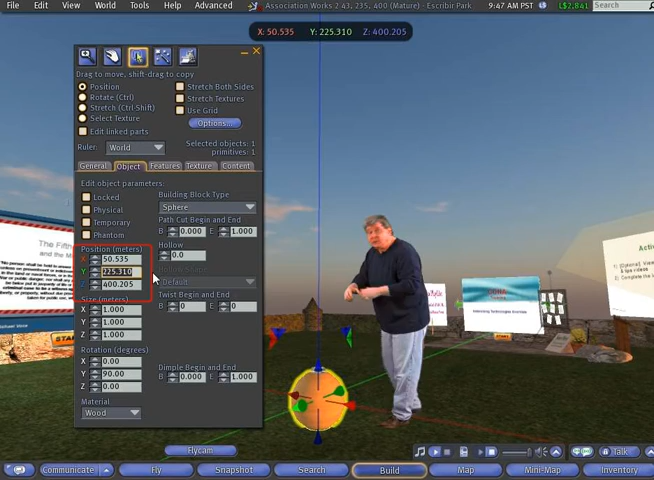 File Edit View World Tools Help Advanced
Association Works 2 43, 235, 400 (Mature) - Escribir Park
9:47 AM PST
L$2,841
Search
X: 50.535 Y: 225.310 Z: 400.205
Drag to move, shift-drag to copy
Position
Rotate (Ctrl)
Stretch (Ctrl Shift)
Select Texture
Edit linked parts
Stretch Both Sides
Stretch Textures
Use Grid
Options...
Ruler: World
Selected objects: 1
primitives: 1
General Object Features Texture Content
Edit object parameters:
Locked
Physical
Temporary
Phantom
Position (meters)
X 50.535
Y 225.310
Z 400.205
Size (meters)
X 1.000
Y 1.000
Z 1.000
Rotation (degrees)
X 0.00
Y 90.00
Z 0.00
Material
Wood
Building Block Type
Sphere
Path Cut Begin and End
B 0.000 E 1.000
Hollow
0.0
Default
Twist Begin and End
B 0 E 0
Dimple Begin and End
B 0.000 E 1.000
The Fifth
and the
Flycam
Talk
Communicate Fly Snapshot Search Build Map Mini-Map Inventory